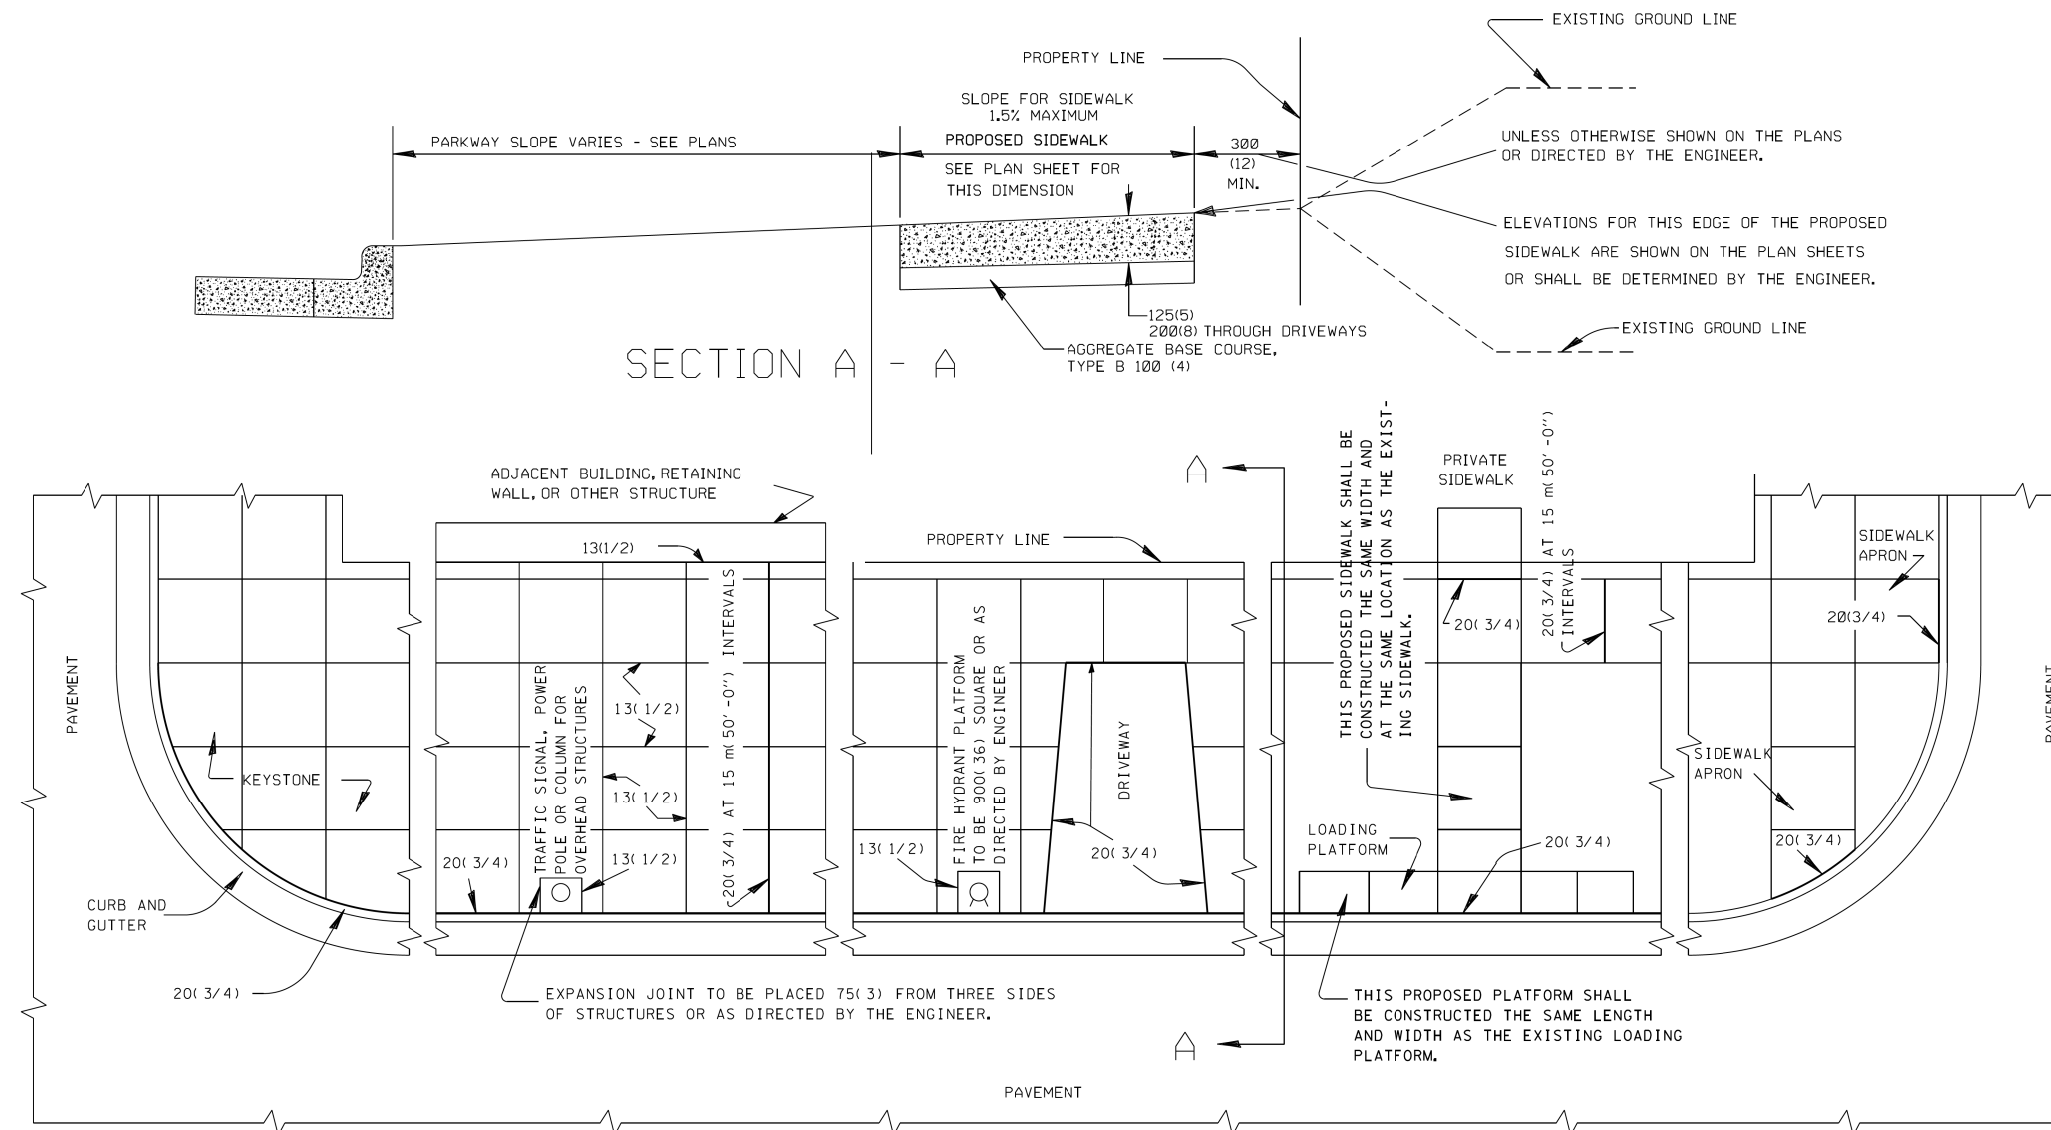 EXISTING GROUND LINE
PROPERTY LINE
SLOPE FOR SIDEWALK
1.5% MAXIMUM
PARKWAY SLOPE VARIES - SEE PLANS
PROPOSED SIDEWALK
300
(12)
MIN.
UNLESS OTHERWISE SHOWN ON THE PLANS
OR DIRECTED BY THE ENGINEER.
SEE PLAN SHEET FOR
THIS DIMENSION
ELEVATIONS FOR THIS EDGE OF THE PROPOSED
SIDEWALK ARE SHOWN ON THE PLAN SHEETS
OR SHALL BE DETERMINED BY THE ENGINEER.
125(5)
200(8) THROUGH DRIVEWAYS
EXISTING GROUND LINE
AGGREGATE BASE COURSE,
TYPE B 100 (4)
SECTION A - A
ADJACENT BUILDING, RETAINING
WALL, OR OTHER STRUCTURE
13(1/2)
PROPERTY LINE
A
THIS PROPOSED SIDEWALK SHALL BE
CONSTRUCTED THE SAME WIDTH AND
AT THE SAME LOCATION AS THE EXIST-
ING SIDEWALK.
PRIVATE
SIDEWALK
20(3/4) AT 15 m(50'-0")
INTERVALS
SIDEWALK
APRON
20(3/4)
20(3/4)
PAVEMENT
KEYSTONE
TRAFFIC SIGNAL, POWER
POLE OR COLUMN FOR
OVERHEAD STRUCTURES
13(1/2)
13(1/2)
13(1/2)
20(3/4)
20(3/4) AT 15 m(50'-0") INTERVALS
13(1/2)
FIRE HYDRANT PLATFORM
TO BE 900(36) SQUARE OR AS
DIRECTED BY ENGINEER
DRIVEWAY
20(3/4)
LOADING
PLATFORM
20(3/4)
SIDEWALK
APRON
20(3/4)
PAVEMENT
CURB AND
GUTTER
20(3/4)
EXPANSION JOINT TO BE PLACED 75(3) FROM THREE SIDES
OF STRUCTURES OR AS DIRECTED BY THE ENGINEER.
A
THIS PROPOSED PLATFORM SHALL
BE CONSTRUCTED THE SAME LENGTH
AND WIDTH AS THE EXISTING LOADING
PLATFORM.
PAVEMENT